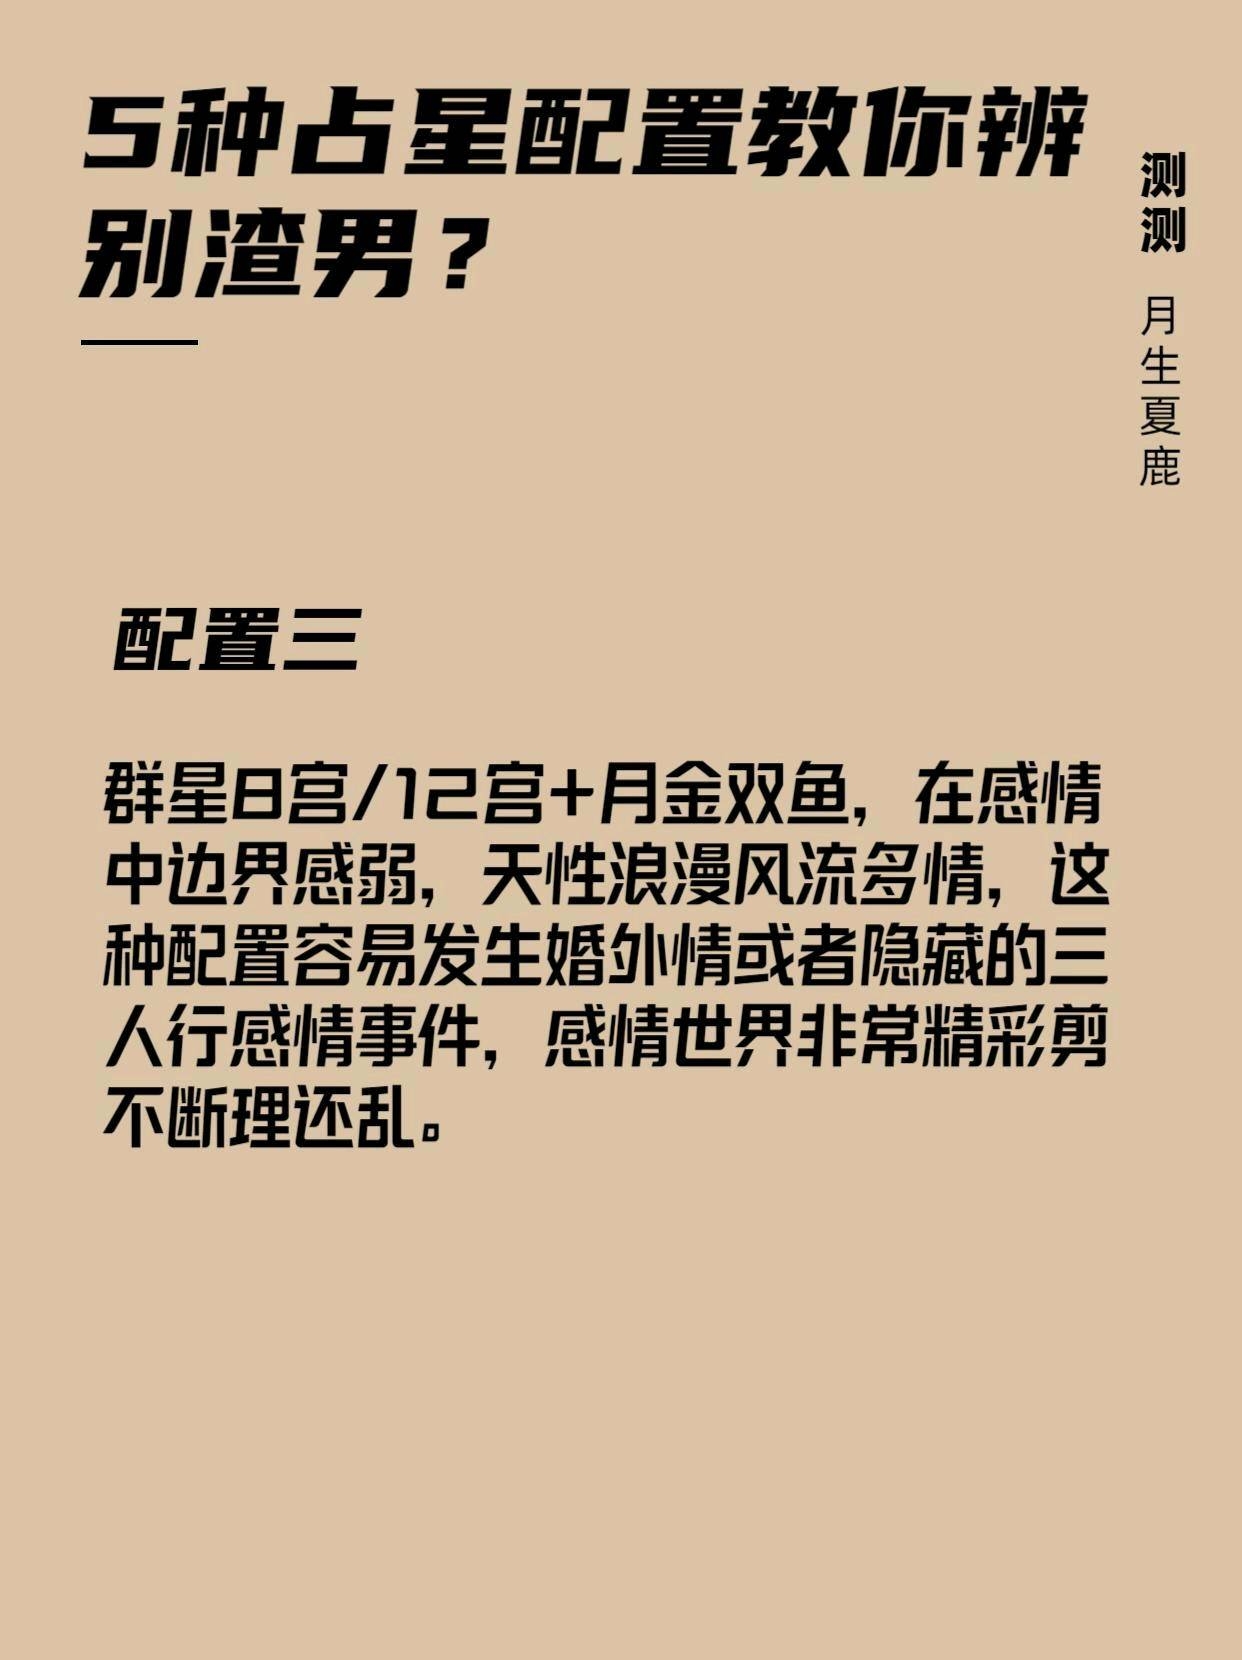 5种占星配置教你辨
别渣男？
测测 月生夏鹿
配置三
群星8宫/12宫+月金双鱼，在感情
中边界感弱，天性浪漫风流多情，这
种配置容易发生婚外情或者隐藏的三
人行感情事件，感情世界非常精彩剪
不断理还乱。